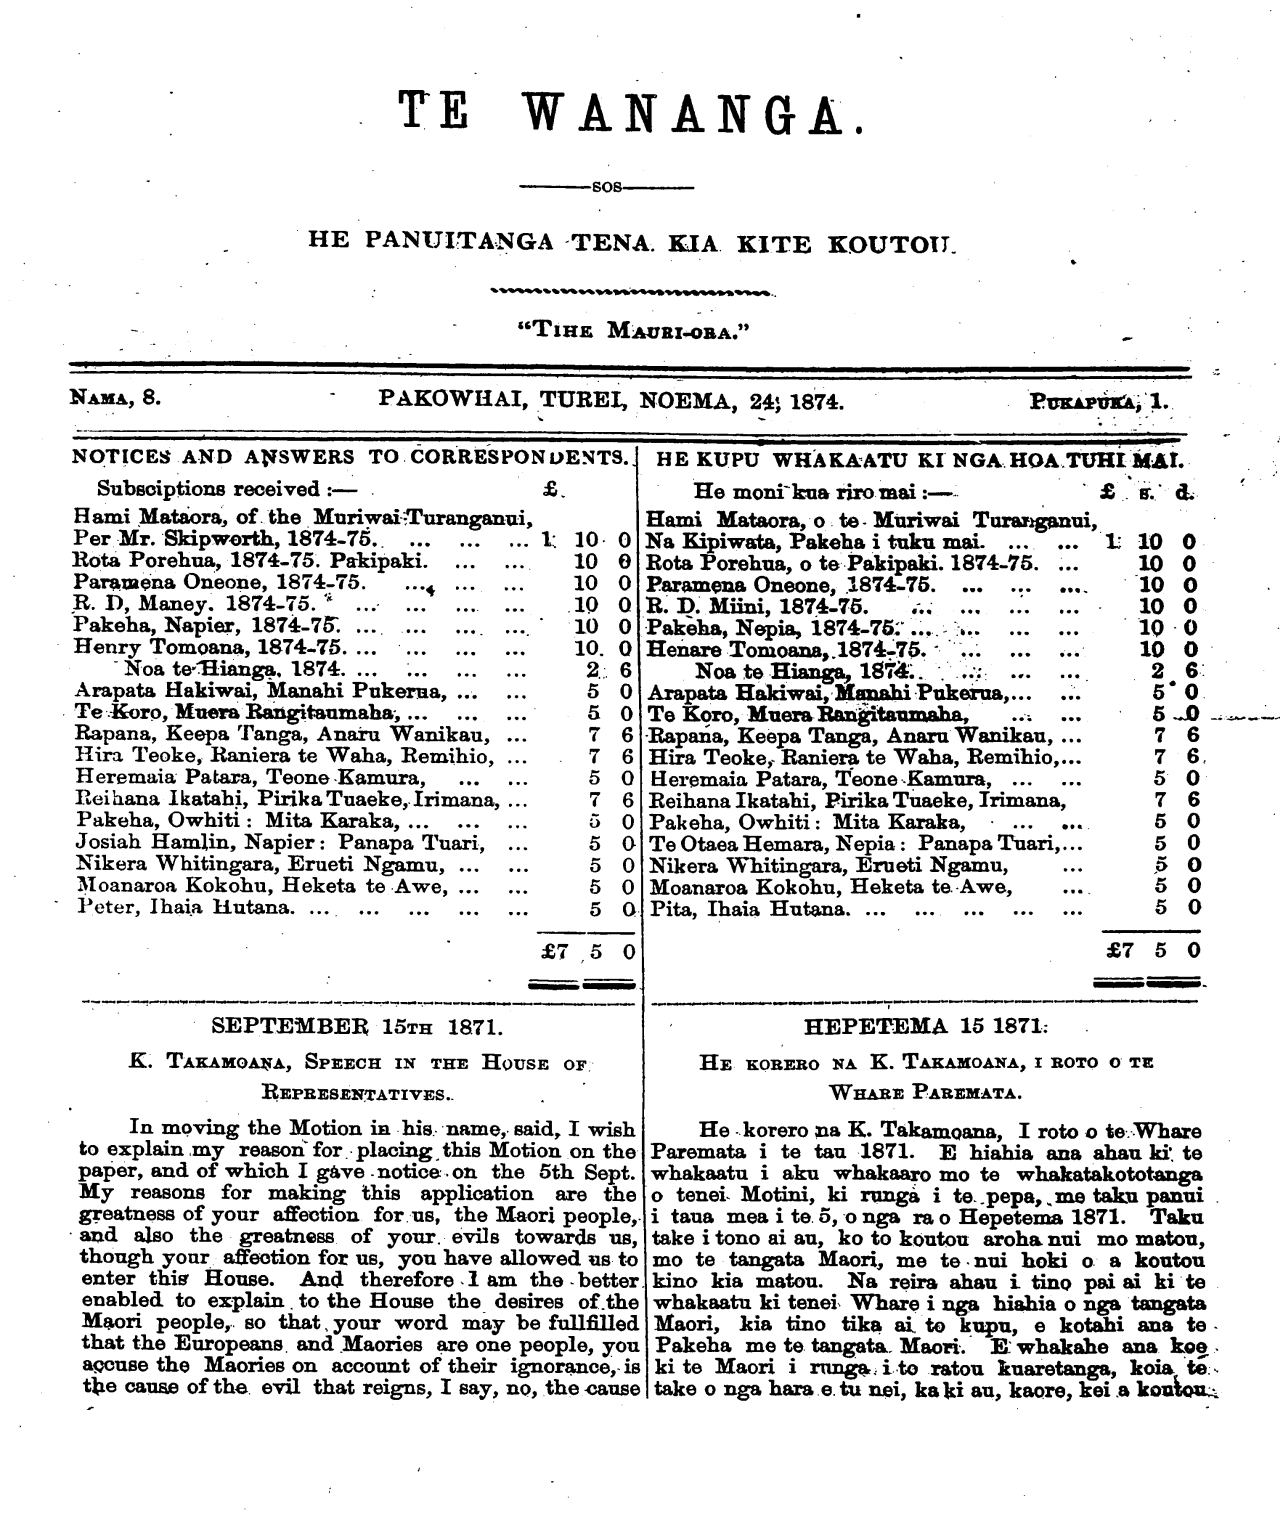 TE WANANGA.
SOS
HE PANUITANGA TENA. KIA KITE KOUTOU.
"TIHE MAURI-ORA."
NAMA, 8. PAKOWHAI, TUREI, NOEMA, 24, 1874. PUKAPUKA, 1.
NOTICES AND ANSWERS TO CORRESPONDENTS.
Subsciptions received :— £.
Hami Mataora, of the Muriwai Turanganui,
Per Mr. Skipworth, 1874-75. ... ... ... 1 10 0
Rota Porehua, 1874-75. Pakipaki. ... ... 10 0
Paramena Oneone, 1874-75. ... ... ... 10 0
R. D, Maney. 1874-75. ... ... ... ... 10 0
Pakeha, Napier, 1874-75. ... ... ... ... 10 0
Henry Tomoana, 1874-75. ... ... ... ... 10. 0
Noa te Hianga, 1874. ... ... ... ... 2 6
Arapata Hakiwai, Manahi Pukerua, ... ... 5 0
Te Koro, Muera Rangitaumaha, ... ... ... 5 0
Rapana, Keepa Tanga, Anaru Wanikau, ... 7 6
Hira Teoke, Raniera te Waha, Remihio, ... 7 6
Heremaia Patara, Teone Kamura, ... ... 5 0
Reihana Ikatahi, Pirika Tuaeke, Irimana, ... 7 6
Pakeha, Owhiti : Mita Karaka, ... ... ... 5 0
Josiah Hamlin, Napier : Panapa Tuari, ... 5 0
Nikera Whitingara, Erueti Ngamu, ... ... 5 0
Moanaroa Kokohu, Heketa te Awe, ... ... 5 0
Peter, Ihaia Hutana. ... ... ... ... ... 5 0
£7 5 0
SEPTEMBER 15TH 1871.
K. TAKAMOANA, SPEECH IN THE HOUSE OF
REPRESENTATIVES.
In moving the Motion in his name, said, I wish
to explain my reason for placing this Motion on the
paper, and of which I gave notice on the 5th Sept.
My reasons for making this application are the
greatness of your affection for us, the Maori people,
and also the greatness of your evils towards us,
though your affection for us, you have allowed us to
enter this House. And therefore I am the better
enabled to explain to the House the desires of the
Maori people, so that your word may be fullfilled
that the Europeans and Maories are one people, you
accuse the Maories on account of their ignorance, is
the cause of the evil that reigns, I say, no, the cause
HE KUPU WHAKAATU KI NGA HOA TUHI MAI.
He moni kua riro mai :— £ s. d.
Hami Mataora, o te Muriwai Turanganui,
Na Kipiwata, Pakeha i tuku mai. ... ... 1 10 0
Rota Porehua, o te Pakipaki. 1874-75. ... 10 0
Paramena Oneone, 1874-75. ... ... ... 10 0
R. D. Miini, 1874-75. ... ... ... ... 10 0
Pakeha, Nepia, 1874-75. ... ... ... ... 10 0
Henare Tomoana, 1874-75. ... ... ... 10 0
Noa te Hianga, 1874. ... ... ... 2 6
Arapata Hakiwai, Manahi Pukerua,... ... 5 0
Te Koro, Muera Rangitaumaha, ... ... 5 0
Rapana, Keepa Tanga, Anaru Wanikau, ... 7 6
Hira Teoke, Raniera te Waha, Remihio,... 7 6
Heremaia Patara, Teone Kamura, ... ... 5 0
Reihana Ikatahi, Pirika Tuaeke, Irimana, 7 6
Pakeha, Owhiti : Mita Karaka, ... ... 5 0
Te Otaea Hemara, Nepia : Panapa Tuari,... 5 0
Nikera Whitingara, Erueti Ngamu, ... 5 0
Moanaroa Kokohu, Heketa te Awe, ... 5 0
Pita, Ihaia Hutana. ... ... ... ... ... 5 0
£7 5 0
HEPETEMA 15 1871.
HE KORERO NA K. TAKAMOANA, I ROTO O TE
WHARE PAREMATA.
He korero na K. Takamoana, I roto o te Whare
Paremata i te tau 1871. E hiahia ana ahau ki te
whakaatu i aku whakaaro mo te whakatakototanga
o tenei Motini, ki runga i te pepa, me taku panui
i taua mea i te 5, o nga ra o Hepetema 1871. Taku
take i tono ai au, ko to koutou aroha nui mo matou,
mo te tangata Maori, me te nui hoki o a koutou
kino kia matou. Na reira ahau i tino pai ai ki te
whakaatu ki tenei Whare i nga hiahia o nga tangata
Maori, kia tino tika ai to kupu, e kotahi ana te
Pakeha me te tangata Maori. E whakahe ana koe
ki te Maori i runga i to ratou kuaretanga, koia te
take o nga hara e tu nei, ka ki au, kaore, kei a koutou